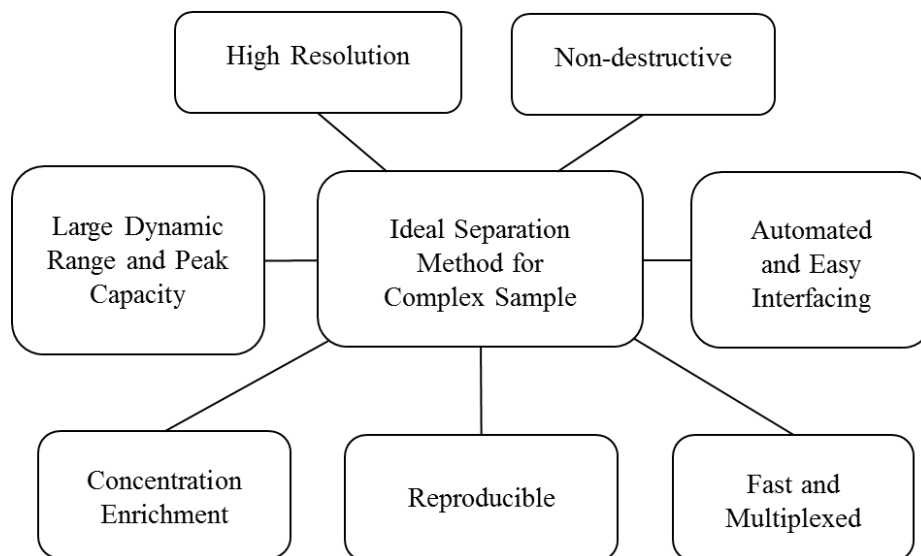 High Resolution
Non-destructive
Large Dynamic
Range and Peak
Capacity
Ideal Separation
Method for
Complex Sample
Automated
and Easy
Interfacing
Concentration
Enrichment
Reproducible
Fast and
Multiplexed